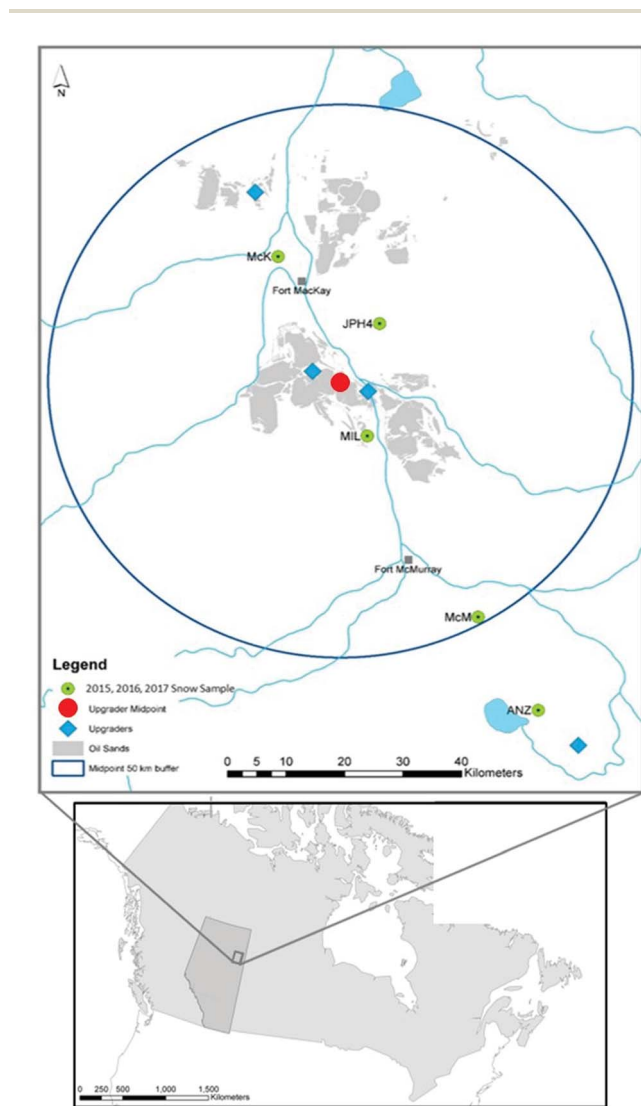 N
McK
Fort MacKay
JPH4
MIL
Fort McMurray
McM
ANZ
Legend
2015, 2016, 2017 Snow Sample
Upgrader Midpoint
Upgraders
Oil Sands
Midpoint 50 km buffer
0 5 10 20 30 40
Kilometers
0 250 500 1,000 1,500
Kilometers